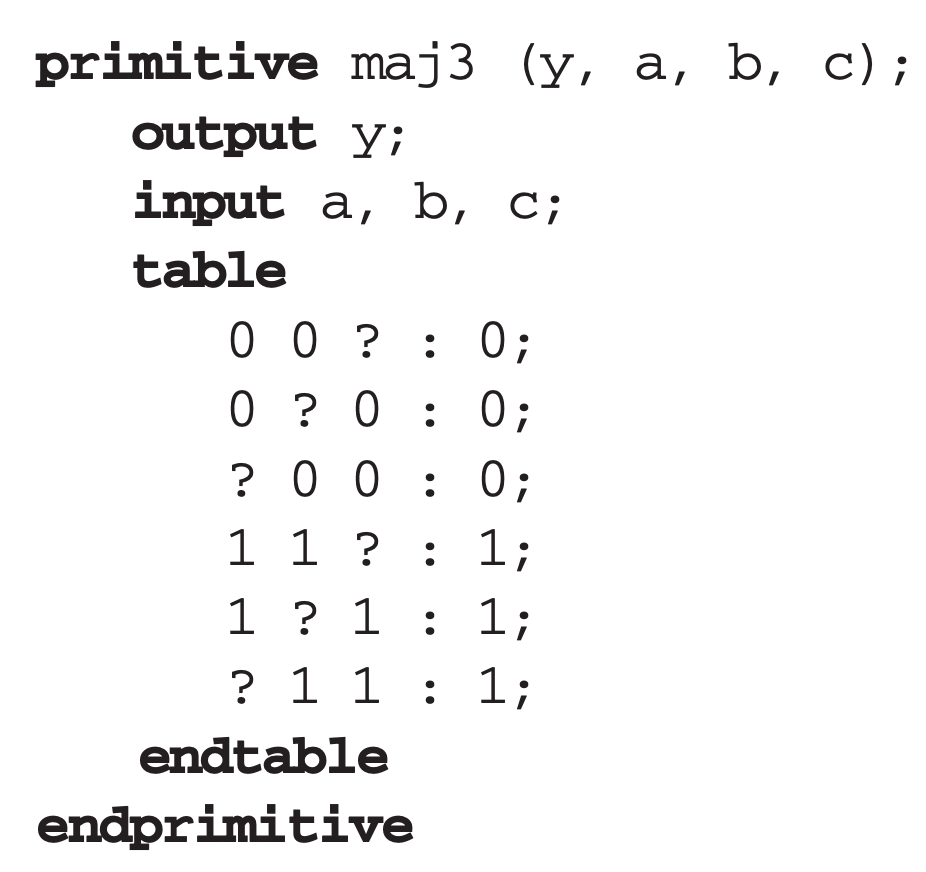 primitive maj3 (y, a, b, c);
output y;
input a, b, c;
table
0 0 ? : 0;
0 ? 0 : 0;
? 0 0 : 0;
1 1 ? : 1;
1 ? 1 : 1;
? 1 1 : 1;
endtable
endprimitive